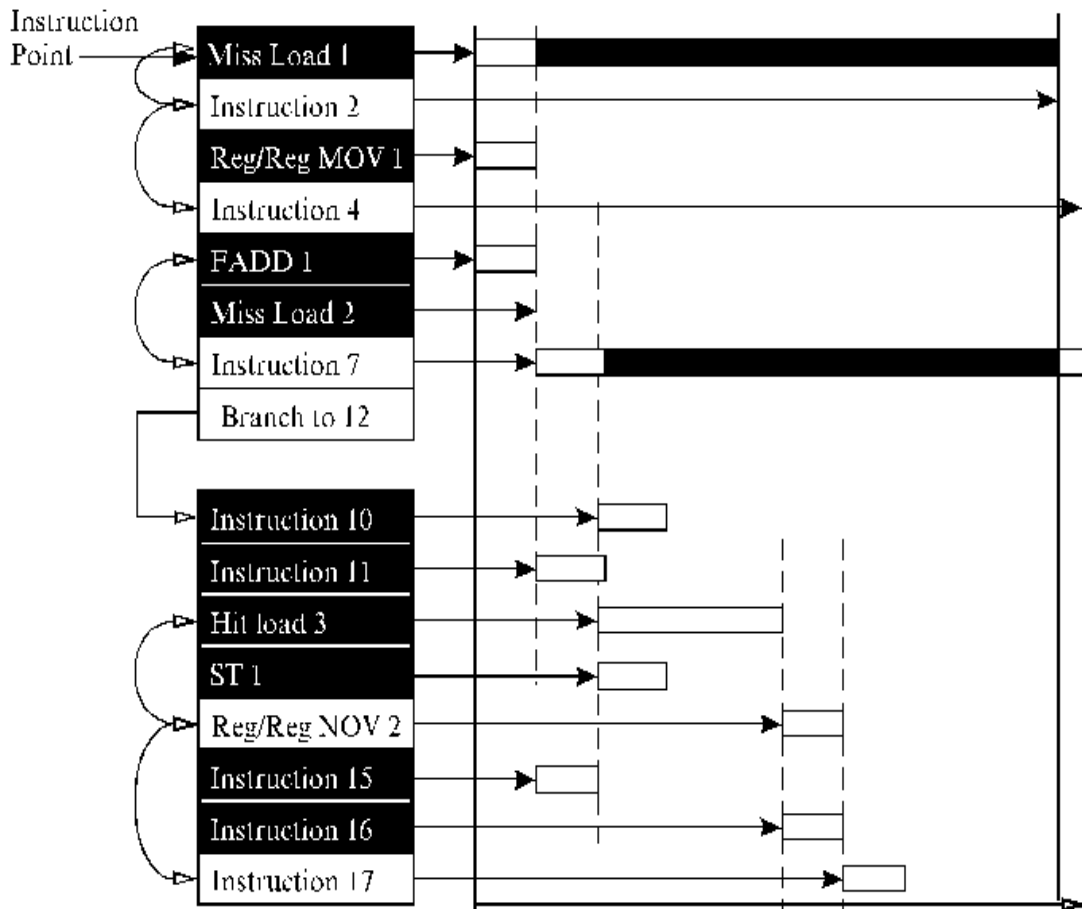 Instruction
Point
Miss Load 1
Instruction 2
Reg/Reg MOV 1
Instruction 4
FADD 1
Miss Load 2
Instruction 7
Branch to 12
Instruction 10
Instruction 11
Hit load 3
ST 1
Reg/Reg NOV 2
Instruction 15
Instruction 16
Instruction 17